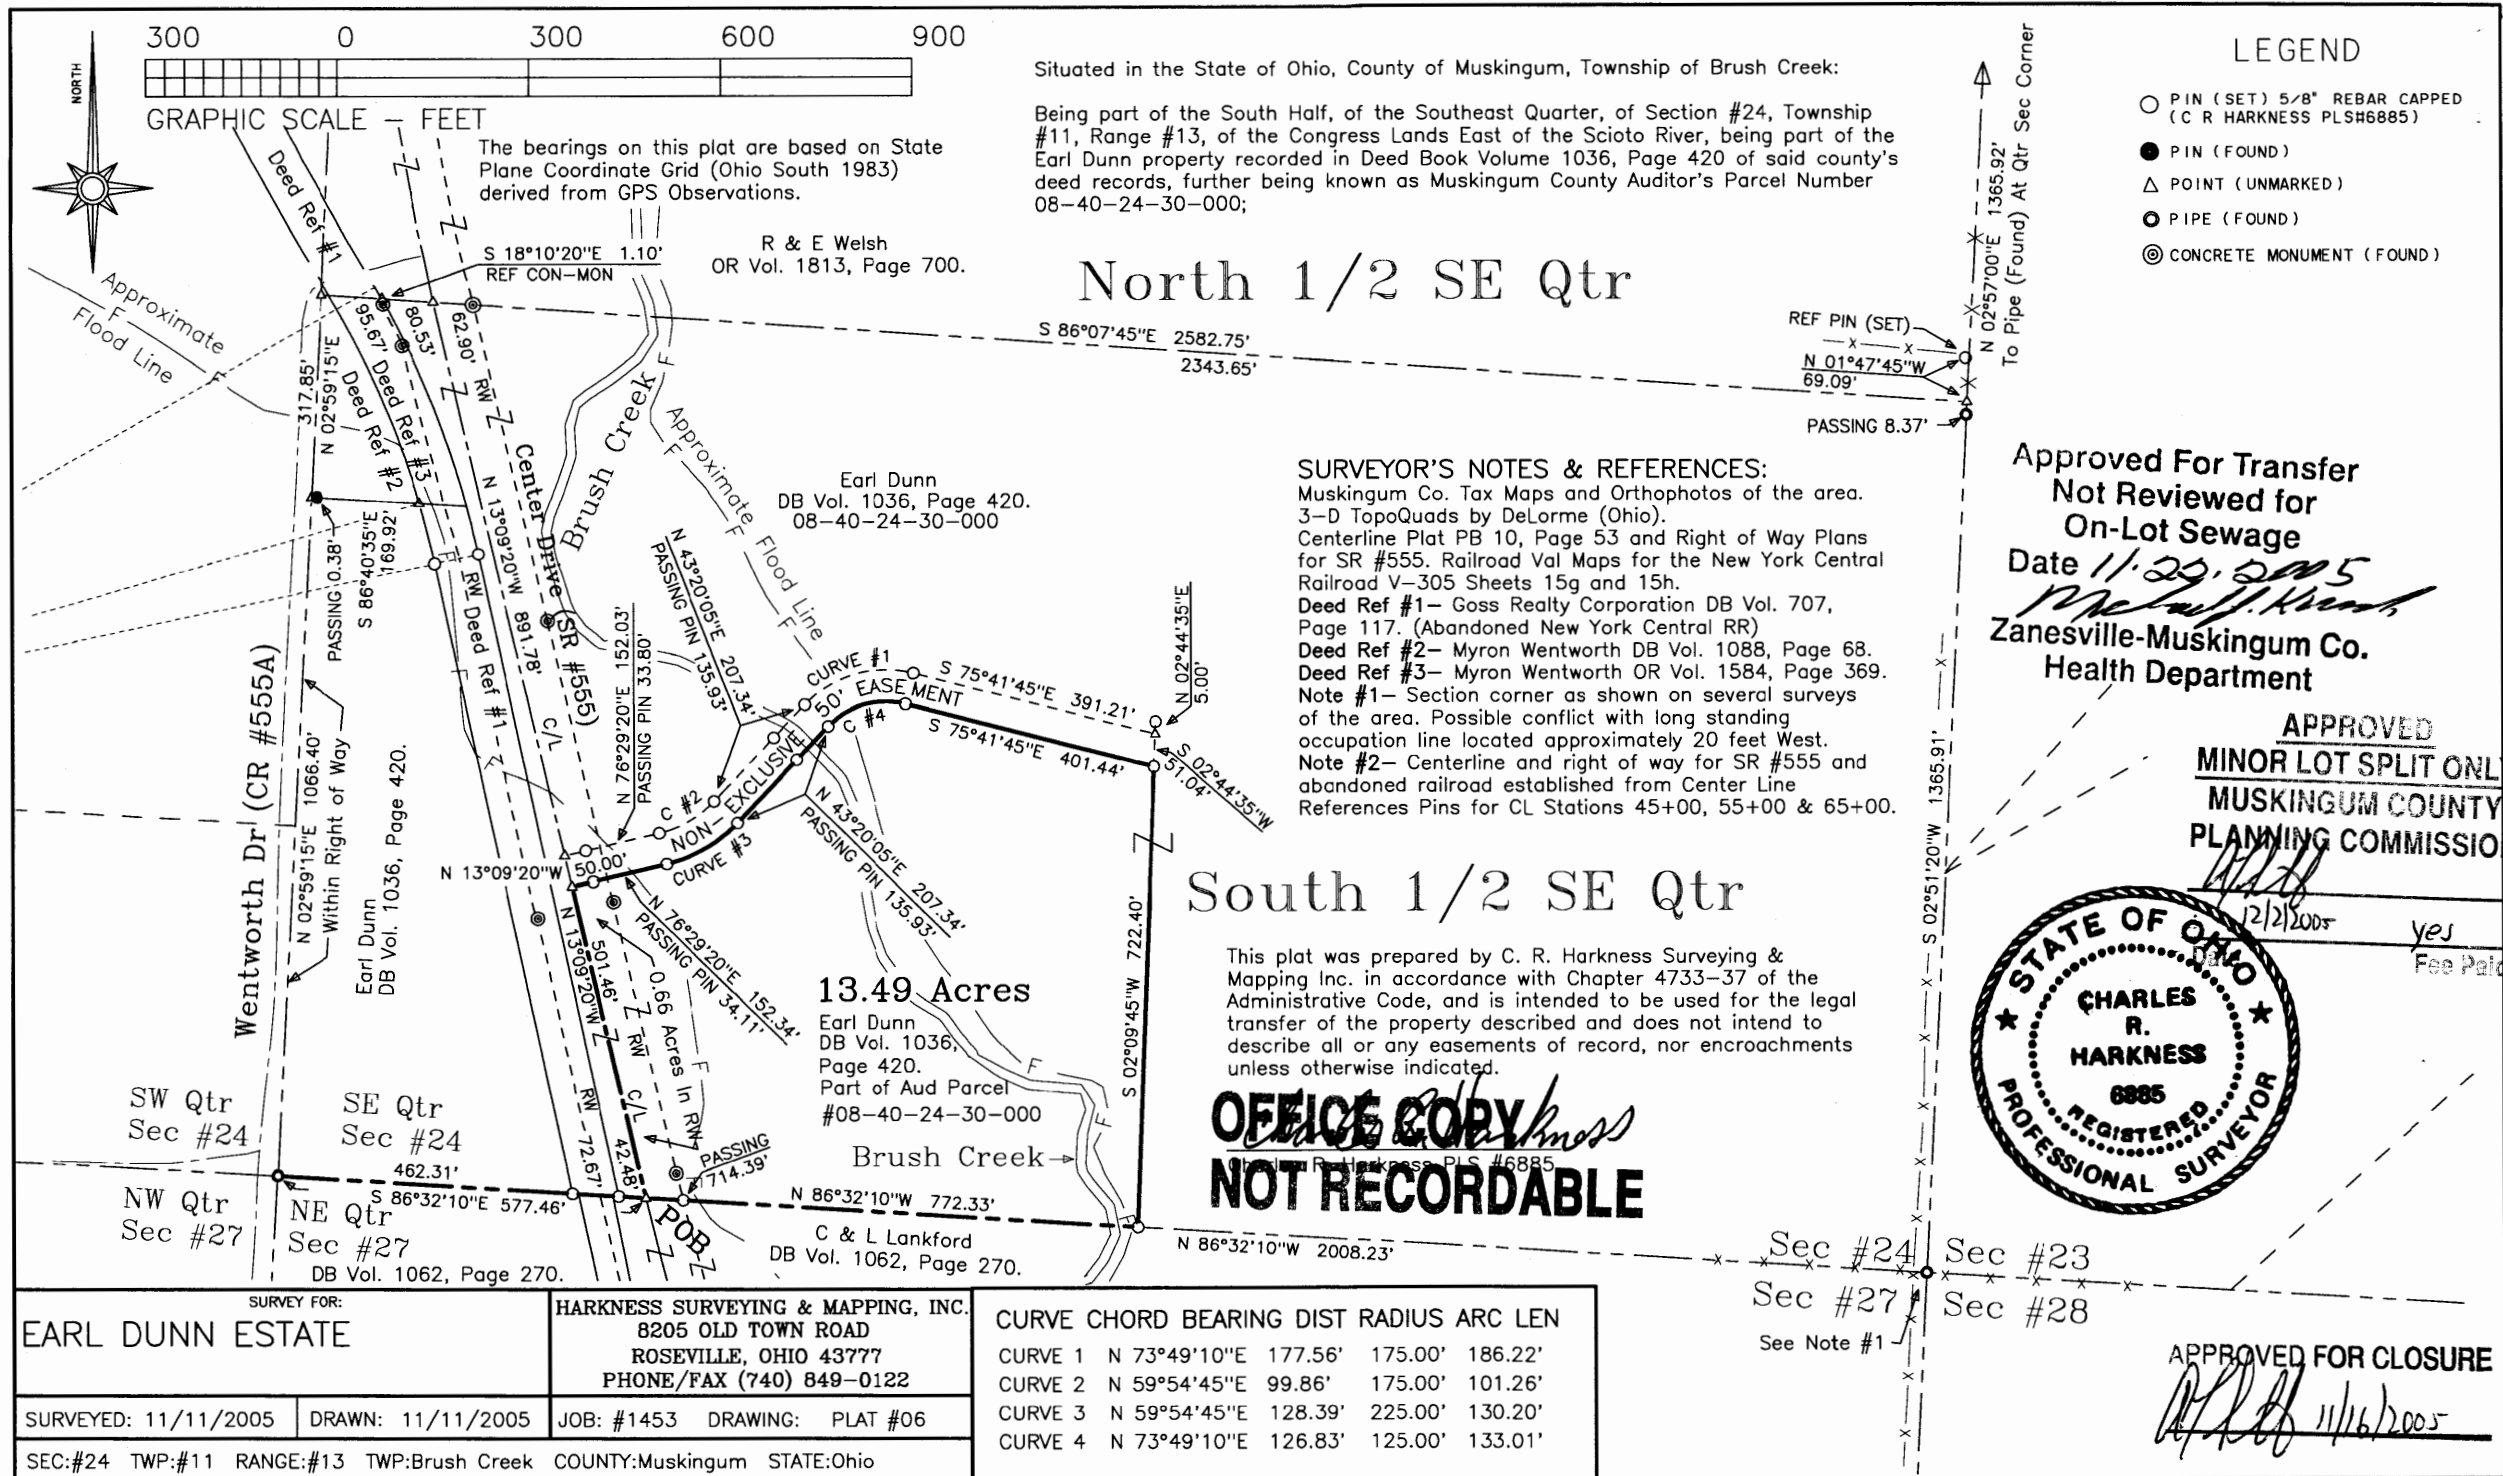 300 0 300 600 900
GRAPHIC SCALE - FEET
NORTH
The bearings on this plat are based on State
Plane Coordinate Grid (Ohio South 1983)
derived from GPS Observations.
Situated in the State of Ohio, County of Muskingum, Township of Brush Creek:
Being part of the South Half, of the Southeast Quarter, of Section #24, Township
#11, Range #13, of the Congress Lands East of the Scioto River, being part of the
Earl Dunn property recorded in Deed Book Volume 1036, Page 420 of said county's
deed records, further being known as Muskingum County Auditor's Parcel Number
08-40-24-30-000;
LEGEND
PIN (SET) 5/8" REBAR CAPPED
(C R HARKNESS PLS#6885)
PIN (FOUND)
POINT (UNMARKED)
PIPE (FOUND)
CONCRETE MONUMENT (FOUND)
N 02°57'00"E 1365.92'
To Pipe (Found) At Qtr Sec Corner
Deed Ref #1
S 18°10'20"E 1.10'
REF CON-MON
R & E Welsh
OR Vol. 1813, Page 700.
North 1/2 SE Qtr
Approximate
Flood Line
F
F
S 86°07'45"E 2582.75'
2343.65'
REF PIN (SET)
N 01°47'45"W
69.09'
PASSING 8.37'
95.67'
80.53'
62.90'
RW
Deed Ref #3
Deed Ref #2
317.85'
N 02°59'15"E
Brush Creek
Approximate Flood Line
Center Drive (SR #555)
N 13°09'20"W 891.78'
Earl Dunn
DB Vol. 1036, Page 420.
08-40-24-30-000
PASSING 0.38'
S 86°40'35"E
169.92'
RW Deed Ref #1
C/L
Wentworth Dr (CR #555A)
N 02°59'15"E 1066.40'
Within Right of Way
Earl Dunn
DB Vol. 1036, Page 420.
N 76°29'20"E 152.03'
PASSING PIN 33.80'
N 43°20'05"E 207.34'
PASSING PIN 135.93'
CURVE #1
S 75°41'45"E 391.21'
N 02°44'35"E
5.00'
NON-EXCLUSIVE 50' EASEMENT
C #2
C #4
S 75°41'45"E 401.44'
S 02°44'35"W
51.04'
CURVE #3
N 43°20'05"E 207.34'
PASSING PIN 135.93'
N 13°09'20"W 50.00'
N 76°29'20"E 152.34'
PASSING PIN 34.11'
N 13°09'20"W
501.46'
0.66 Acres In RW
RW
C/L
RW
72.67'
42.48'
13.49 Acres
Earl Dunn
DB Vol. 1036,
Page 420.
Part of Aud Parcel
#08-40-24-30-000
Brush Creek
S 02°09'45"W 722.40'
SURVEYOR'S NOTES & REFERENCES:
Muskingum Co. Tax Maps and Orthophotos of the area.
3-D TopoQuads by DeLorme (Ohio).
Centerline Plat PB 10, Page 53 and Right of Way Plans
for SR #555. Railroad Val Maps for the New York Central
Railroad V-305 Sheets 15g and 15h.
Deed Ref #1- Goss Realty Corporation DB Vol. 707,
Page 117. (Abandoned New York Central RR)
Deed Ref #2- Myron Wentworth DB Vol. 1088, Page 68.
Deed Ref #3- Myron Wentworth OR Vol. 1584, Page 369.
Note #1- Section corner as shown on several surveys
of the area. Possible conflict with long standing
occupation line located approximately 20 feet West.
Note #2- Centerline and right of way for SR #555 and
abandoned railroad established from Center Line
References Pins for CL Stations 45+00, 55+00 & 65+00.
South 1/2 SE Qtr
This plat was prepared by C. R. Harkness Surveying &
Mapping Inc. in accordance with Chapter 4733-37 of the
Administrative Code, and is intended to be used for the legal
transfer of the property described and does not intend to
describe all or any easements of record, nor encroachments
unless otherwise indicated.
OFFICE COPY
Charles R. Harkness PLS #6885
NOT RECORDABLE
S 02°51'20"W 1365.91'
Approved For Transfer
Not Reviewed for
On-Lot Sewage
Date 11.22.2005
Zanesville-Muskingum Co.
Health Department
APPROVED
MINOR LOT SPLIT ONL
MUSKINGUM COUNTY
PLANNING COMMISSIO
12/2/2005 yes
Date Fee Paid
STATE OF OHIO
CHARLES
R.
HARKNESS
6885
REGISTERED
PROFESSIONAL SURVEYOR
SW Qtr
Sec #24
SE Qtr
Sec #24
462.31'
S 86°32'10"E 577.46'
NW Qtr
Sec #27
NE Qtr
Sec #27
DB Vol. 1062, Page 270.
PASSING
714.39'
POB
N 86°32'10"W 772.33'
C & L Lankford
DB Vol. 1062, Page 270.
N 86°32'10"W 2008.23'
Sec #24
Sec #23
Sec #27
Sec #28
See Note #1
APPROVED FOR CLOSURE
11/16/2005
SURVEY FOR:
EARL DUNN ESTATE
HARKNESS SURVEYING & MAPPING, INC.
8205 OLD TOWN ROAD
ROSEVILLE, OHIO 43777
PHONE/FAX (740) 849-0122
SURVEYED: 11/11/2005 DRAWN: 11/11/2005 JOB: #1453 DRAWING: PLAT #06
SEC:#24 TWP:#11 RANGE:#13 TWP:Brush Creek COUNTY:Muskingum STATE:Ohio
CURVE CHORD BEARING DIST RADIUS ARC LEN
CURVE 1 N 73°49'10"E 177.56' 175.00' 186.22'
CURVE 2 N 59°54'45"E 99.86' 175.00' 101.26'
CURVE 3 N 59°54'45"E 128.39' 225.00' 130.20'
CURVE 4 N 73°49'10"E 126.83' 125.00' 133.01'